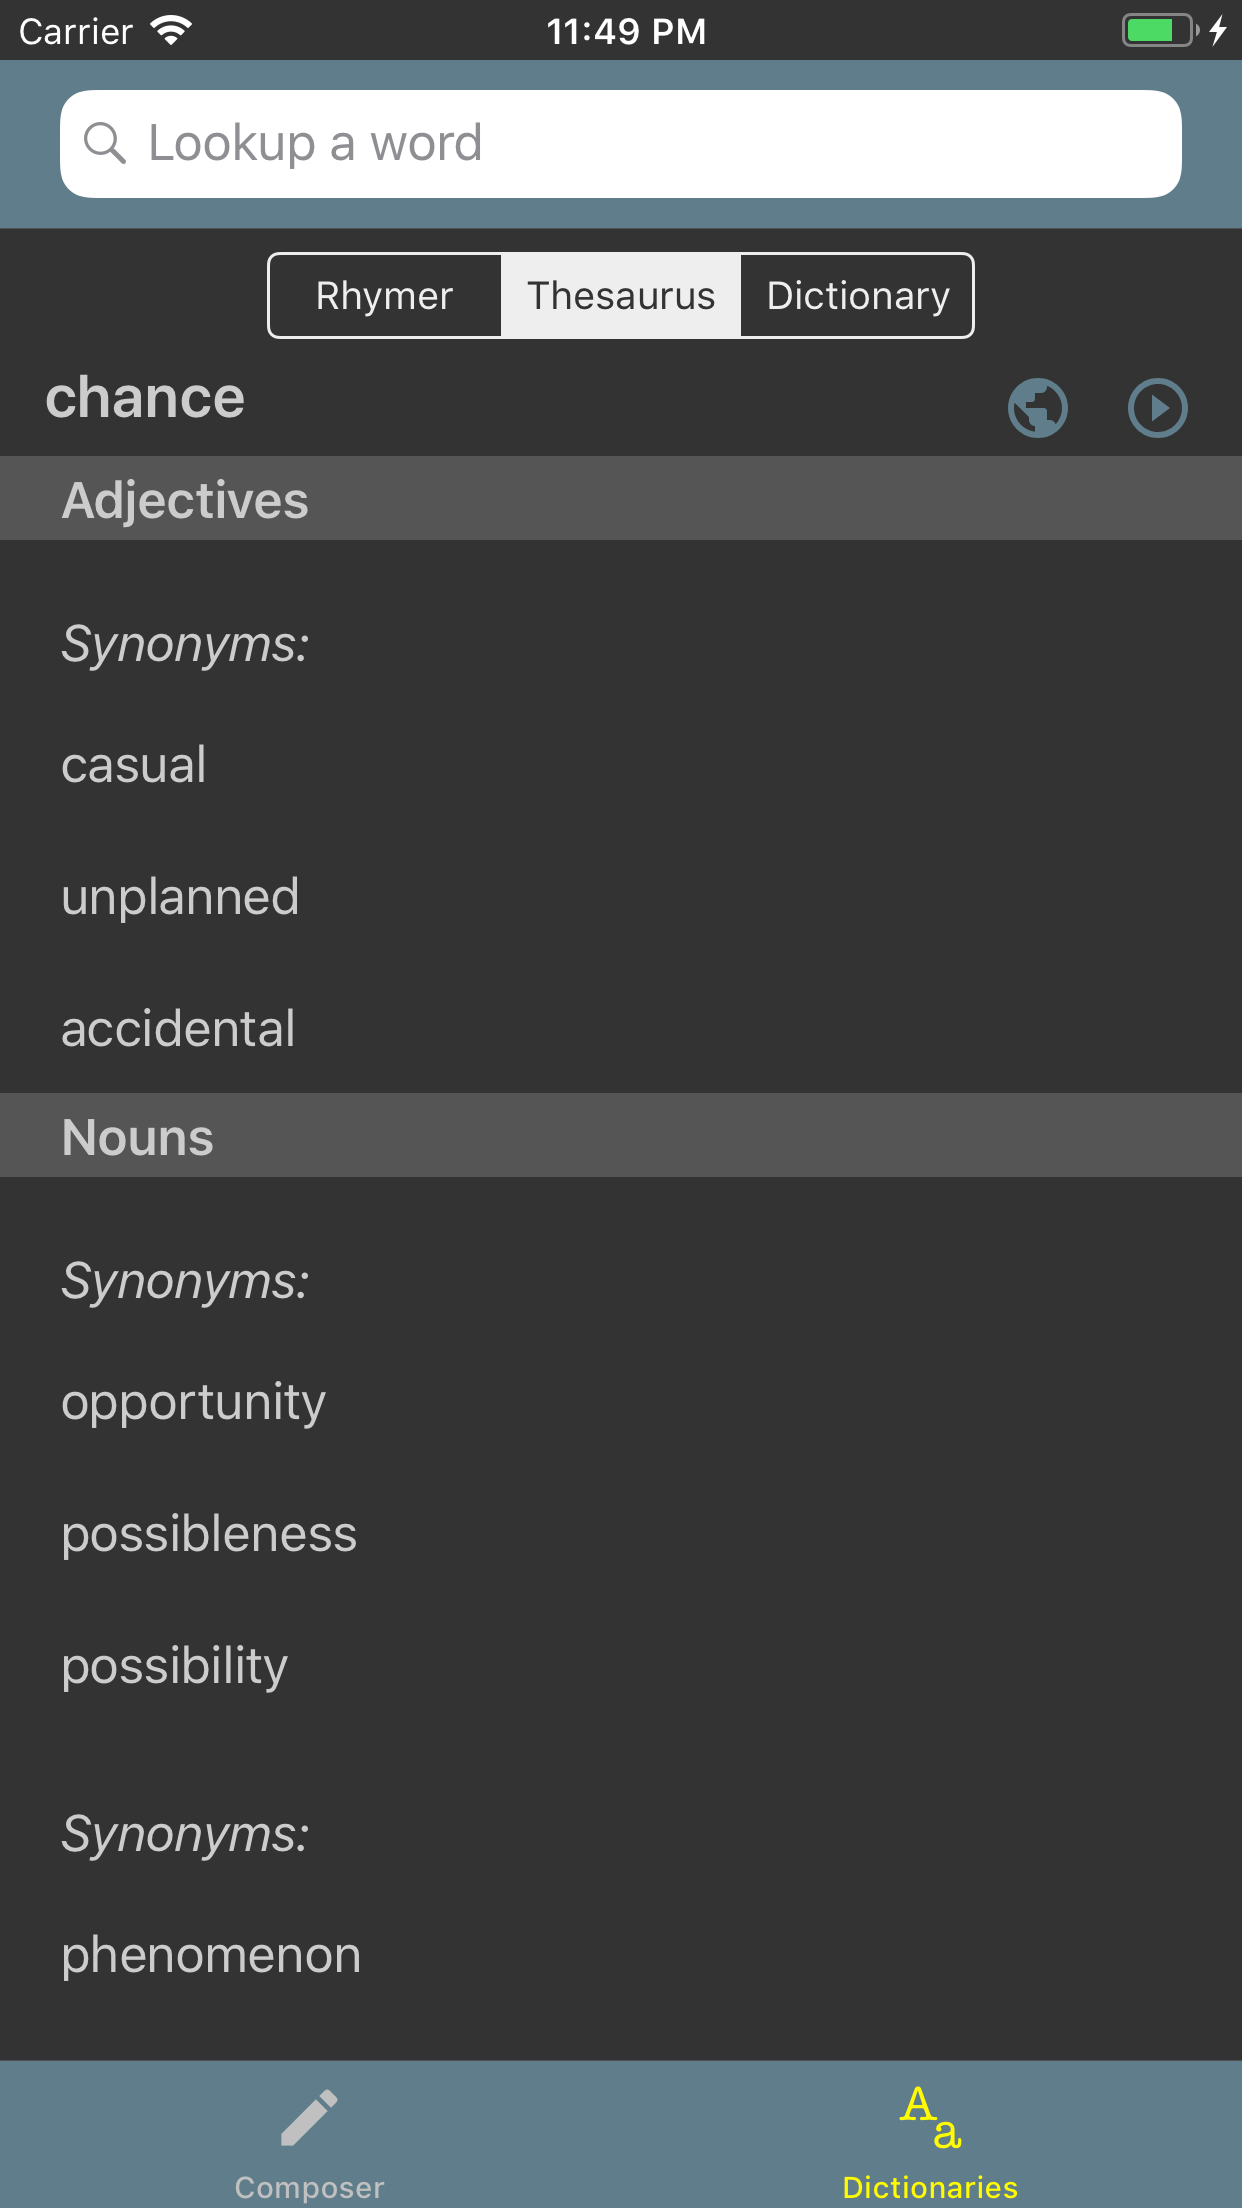 Carrier 11:49 PM
Lookup a word
Rhymer Thesaurus Dictionary
chance
Adjectives
Synonyms:
casual
unplanned
accidental
Nouns
Synonyms:
opportunity
possibleness
possibility
Synonyms:
phenomenon
Aa
Composer Dictionaries